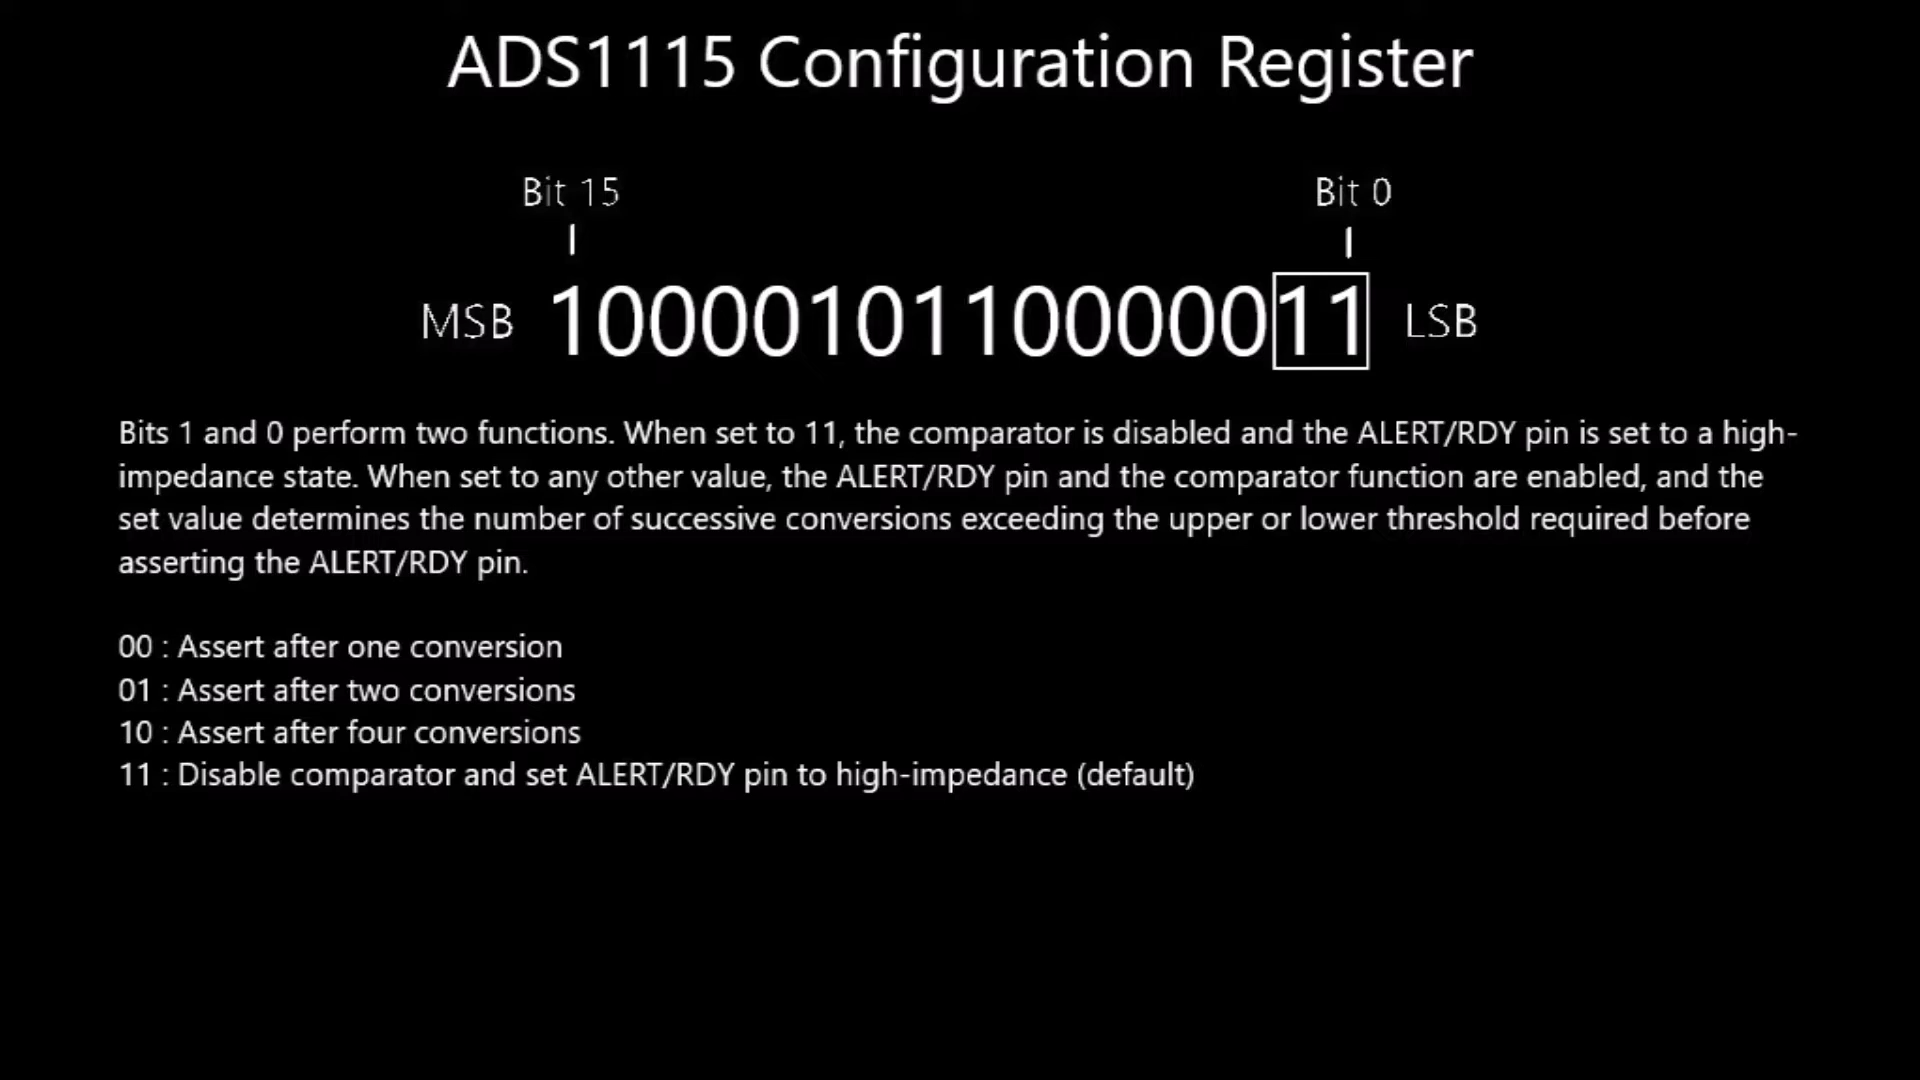 ADS1115 Configuration Register
Bit 15 Bit 0
MSB 1000010110000011 LSB
Bits 1 and 0 perform two functions. When set to 11, the comparator is disabled and the ALERT/RDY pin is set to a high-
impedance state. When set to any other value, the ALERT/RDY pin and the comparator function are enabled, and the
set value determines the number of successive conversions exceeding the upper or lower threshold required before
asserting the ALERT/RDY pin.
00 : Assert after one conversion
01 : Assert after two conversions
10 : Assert after four conversions
11 : Disable comparator and set ALERT/RDY pin to high-impedance (default)